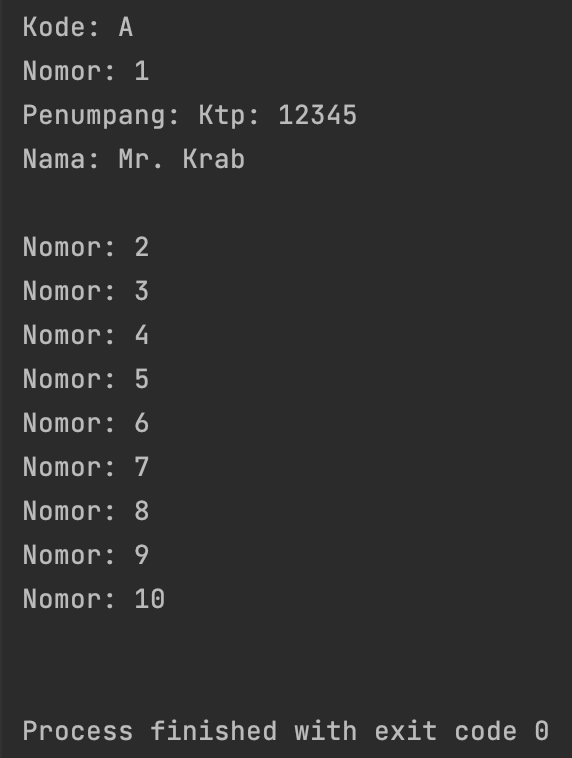 Kode: A
Nomor: 1
Penumpang: Ktp: 12345
Nama: Mr. Krab
Nomor: 2
Nomor: 3
Nomor: 4
Nomor: 5
Nomor: 6
Nomor: 7
Nomor: 8
Nomor: 9
Nomor: 10
Process finished with exit code 0